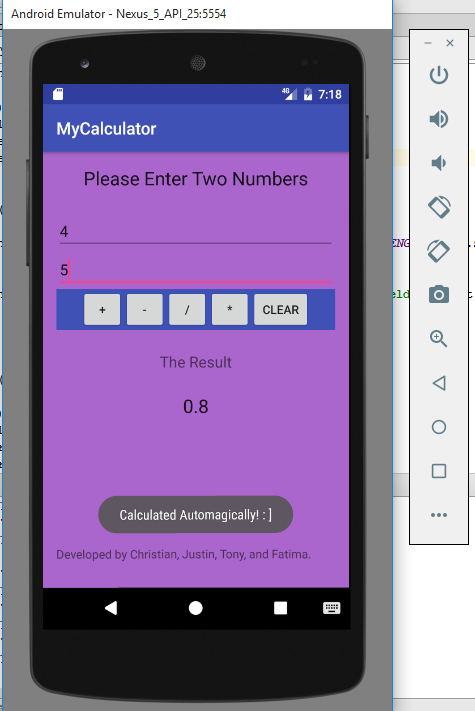 Android Emulator - Nexus_5_API_25:5554
4G 7:18
MyCalculator
Please Enter Two Numbers
4
5
+ - / * CLEAR
The Result
0.8
Calculated Automagically! : ]
Developed by Christian, Justin, Tony, and Fatima.